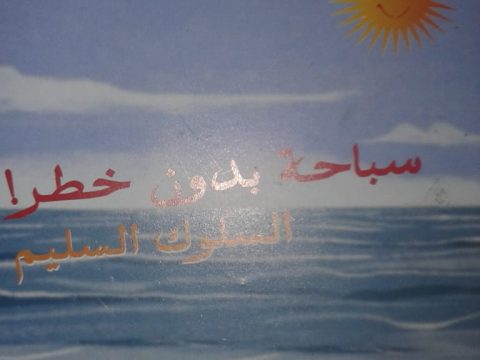 سباحة بدون خطر!
السلوك السليم